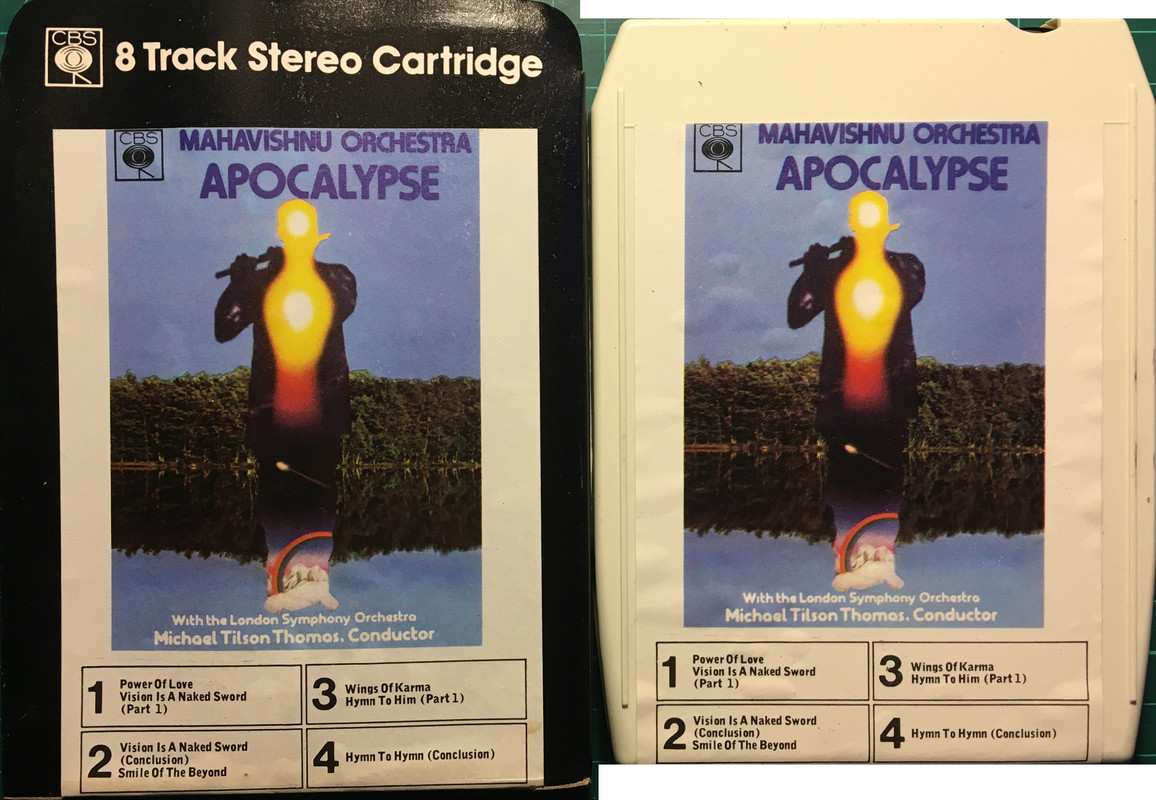 CBS
8 Track Stereo Cartridge
CBS
MAHAVISHNU ORCHESTRA
APOCALYPSE
With the London Symphony Orchestra
Michael Tilson Thomas, Conductor
1
Power Of Love
Vision Is A Naked Sword
(Part 1)
2
Vision Is A Naked Sword
(Conclusion)
Smile Of The Beyond
3
Wings Of Karma
Hymn To Him (Part 1)
4
Hymn To Hymn (Conclusion)
CBS
MAHAVISHNU ORCHESTRA
APOCALYPSE
With the London Symphony Orchestra
Michael Tilson Thomas, Conductor
1
Power Of Love
Vision Is A Naked Sword
(Part 1)
2
Vision Is A Naked Sword
(Conclusion)
Smile Of The Beyond
3
Wings Of Karma
Hymn To Him (Part 1)
4
Hymn To Hymn (Conclusion)